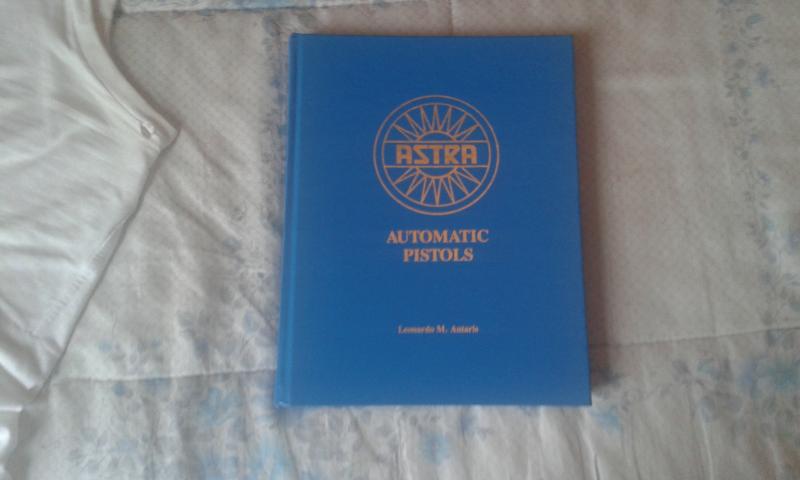 ASTRA
AUTOMATIC
PISTOLS
Leonardo M. Antaris